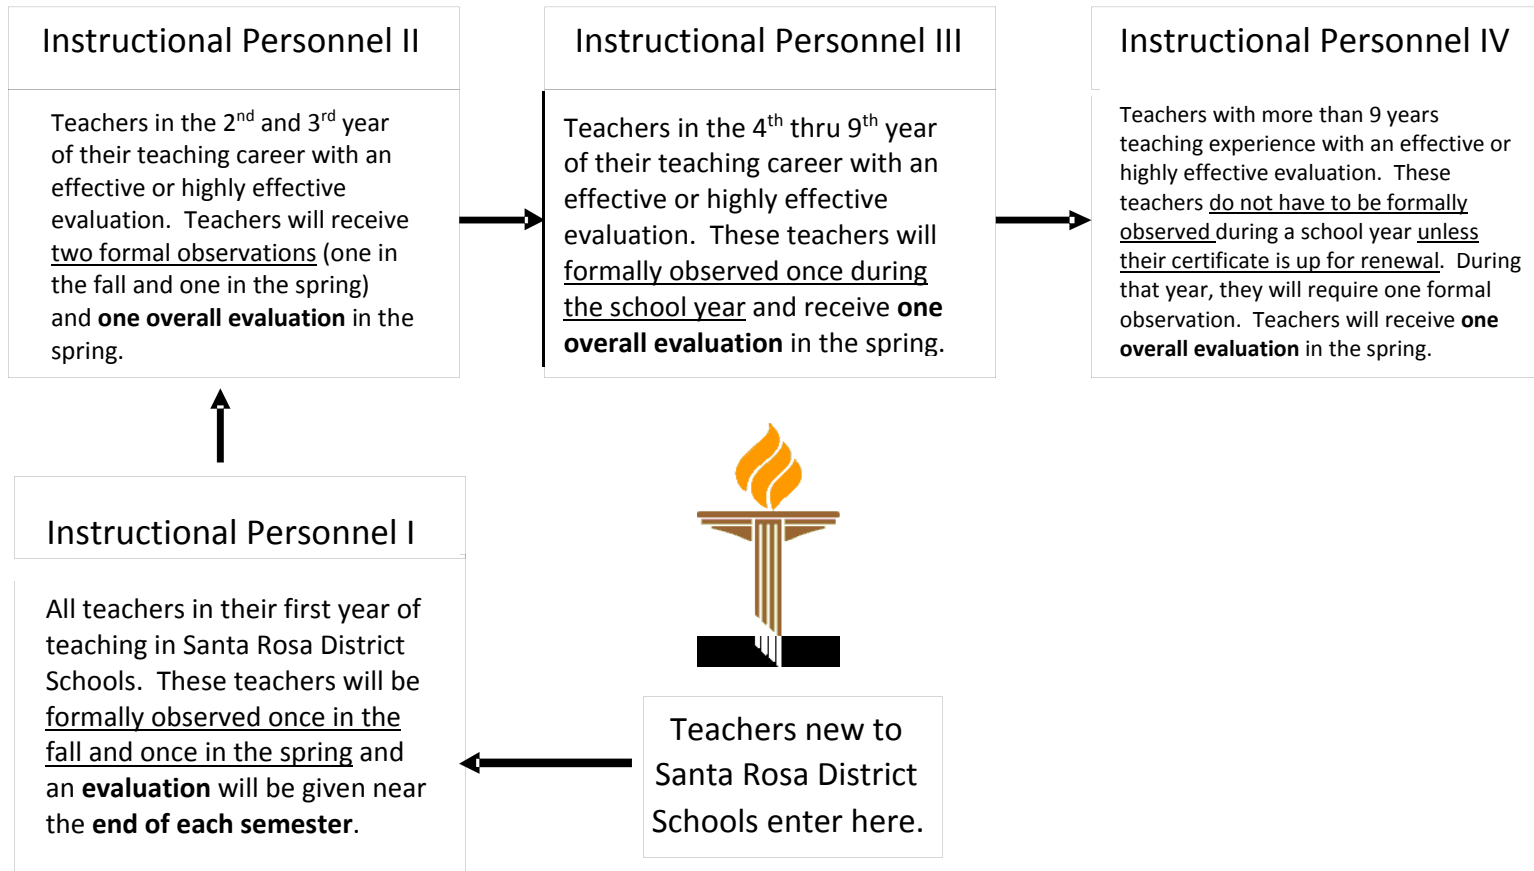 Instructional Personnel II
Teachers in the 2nd and 3rd year
of their teaching career with an
effective or highly effective
evaluation.  Teachers will receive
two formal observations (one in
the fall and one in the spring)
and one overall evaluation in the
spring.
Instructional Personnel III
Teachers in the 4th thru 9th year
of their teaching career with an
effective or highly effective
evaluation.  These teachers will
formally observed once during
the school year and receive one
overall evaluation in the spring.
Instructional Personnel IV
Teachers with more than 9 years
teaching experience with an effective or
highly effective evaluation.  These
teachers do not have to be formally
observed during a school year unless
their certificate is up for renewal.  During
that year, they will require one formal
observation.  Teachers will receive one
overall evaluation in the spring.
Instructional Personnel I
All teachers in their first year of
teaching in Santa Rosa District
Schools.  These teachers will be
formally observed once in the
fall and once in the spring and
an evaluation will be given near
the end of each semester.
Teachers new to
Santa Rosa District
Schools enter here.